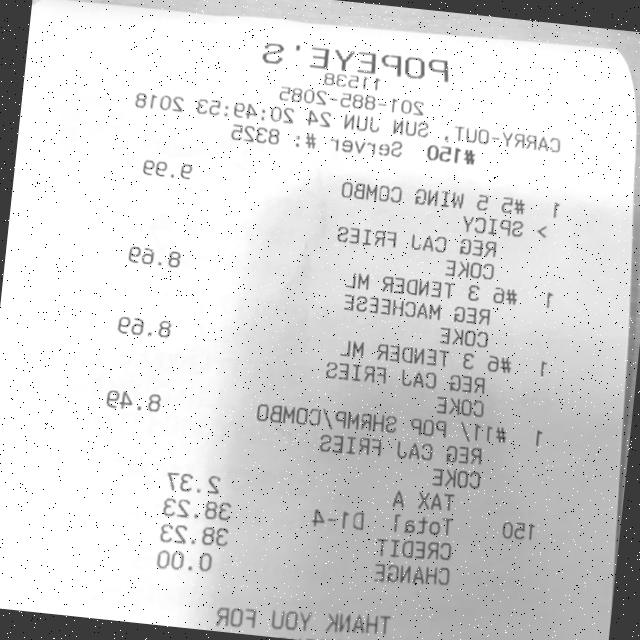 POPEYE'S
11538
201-885-2085
CARRY-OUT, SUN JUN 24 20:49:53 2018
#150 Server #: 8325
1 #5 5 WING COMBO 9.99
> SPICY
REG CAJ FRIES
COKE
1 #6 3 TENDER ML 8.69
REG MACHEESE
COKE
1 #6 3 TENDER ML 8.69
REG CAJ FRIES
COKE
1 #11/ POP SHRMP/COMBO 8.49
REG CAJ FRIES
COKE
TAX A 2.37
150 Total D1-4 38.23
CREDIT 38.23
CHANGE 0.00
THANK YOU FOR